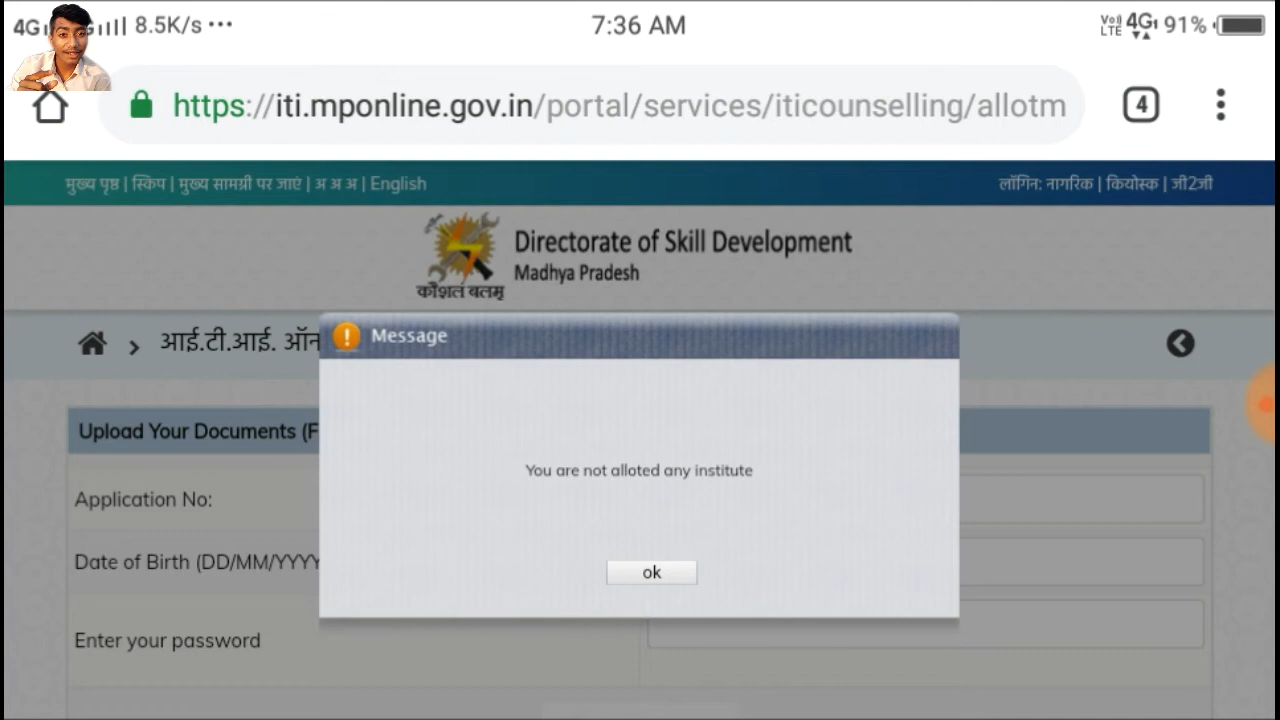 4G 8.5K/s ••• 7:36 AM VoLTE 4G 91%
https://iti.mponline.gov.in/portal/services/iticounselling/allotm 4
मुख्य पृष्ठ | स्किप | मुख्य सामग्री पर जाएं | अ अ अ | English लॉगिन: नागरिक | कियोस्क | जी2जी
Directorate of Skill Development
Madhya Pradesh
कौशलं बलम्
आई.टी.आई. ऑन
Message
Upload Your Documents (F
You are not alloted any institute
Application No:
Date of Birth (DD/MM/YYYY
ok
Enter your password